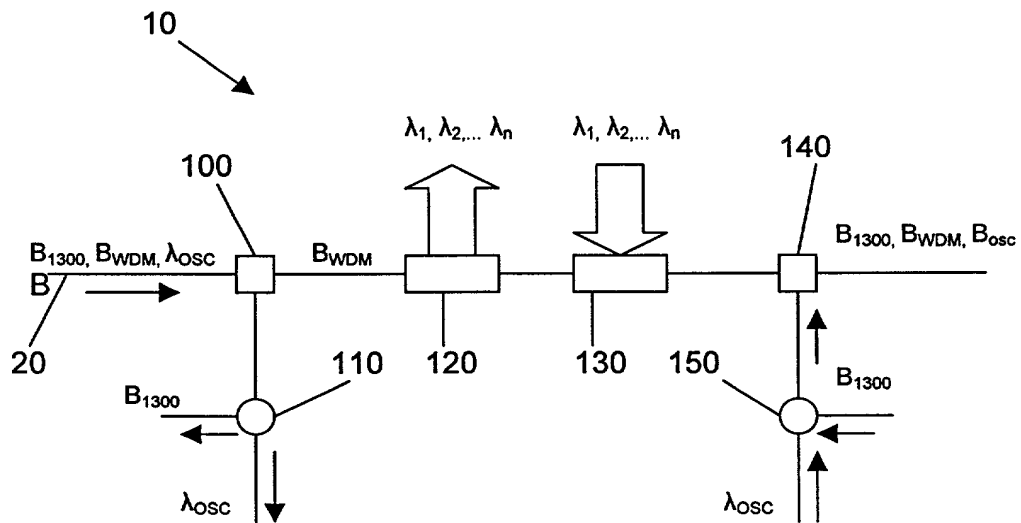 10
λ1, λ2,... λn
λ1, λ2,... λn
140
100
B1300, BWDM, λOSC
BWDM
B1300, BWDM, Bosc
B
20
110
120
130
150
B1300
B1300
λOSC
λOSC